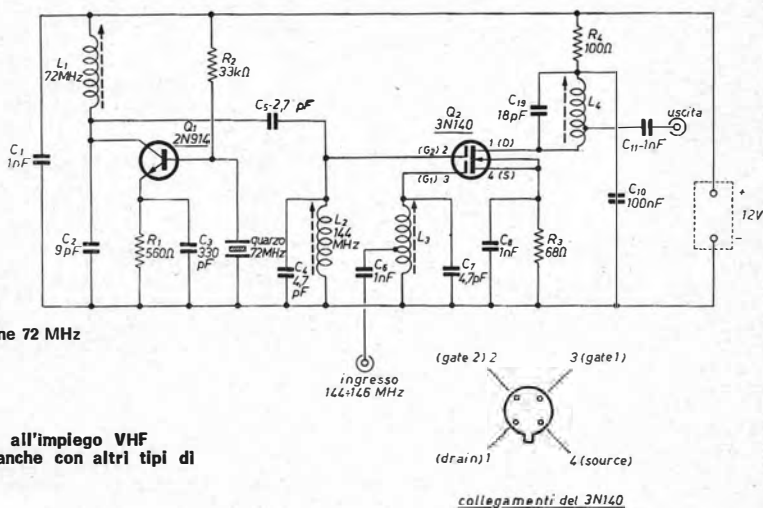 L1
72MHz
R2
33kΩ
R4
100Ω
C5-2,7 pF
C19
18pF
L4
uscita
Q1
2N914
Q2
3N140
1 (D)
(G2) 2
(G1) 3
4 (S)
C11-1nF
C1
1nF
C10
100nF
+
12V
-
C2
9pF
R1
560Ω
C3
330
pF
quarzo
72MHz
L2
144
MHz
C4
4,7
pF
L3
C6
1nF
C7
4,7pF
C8
1nF
R3
68Ω
ne 72 MHz
ingresso
144÷146 MHz
(gate 2) 2
3 (gate1)
all'impiego VHF
anche con altri tipi di
(drain) 1
4 (source)
collegamenti del 3N140